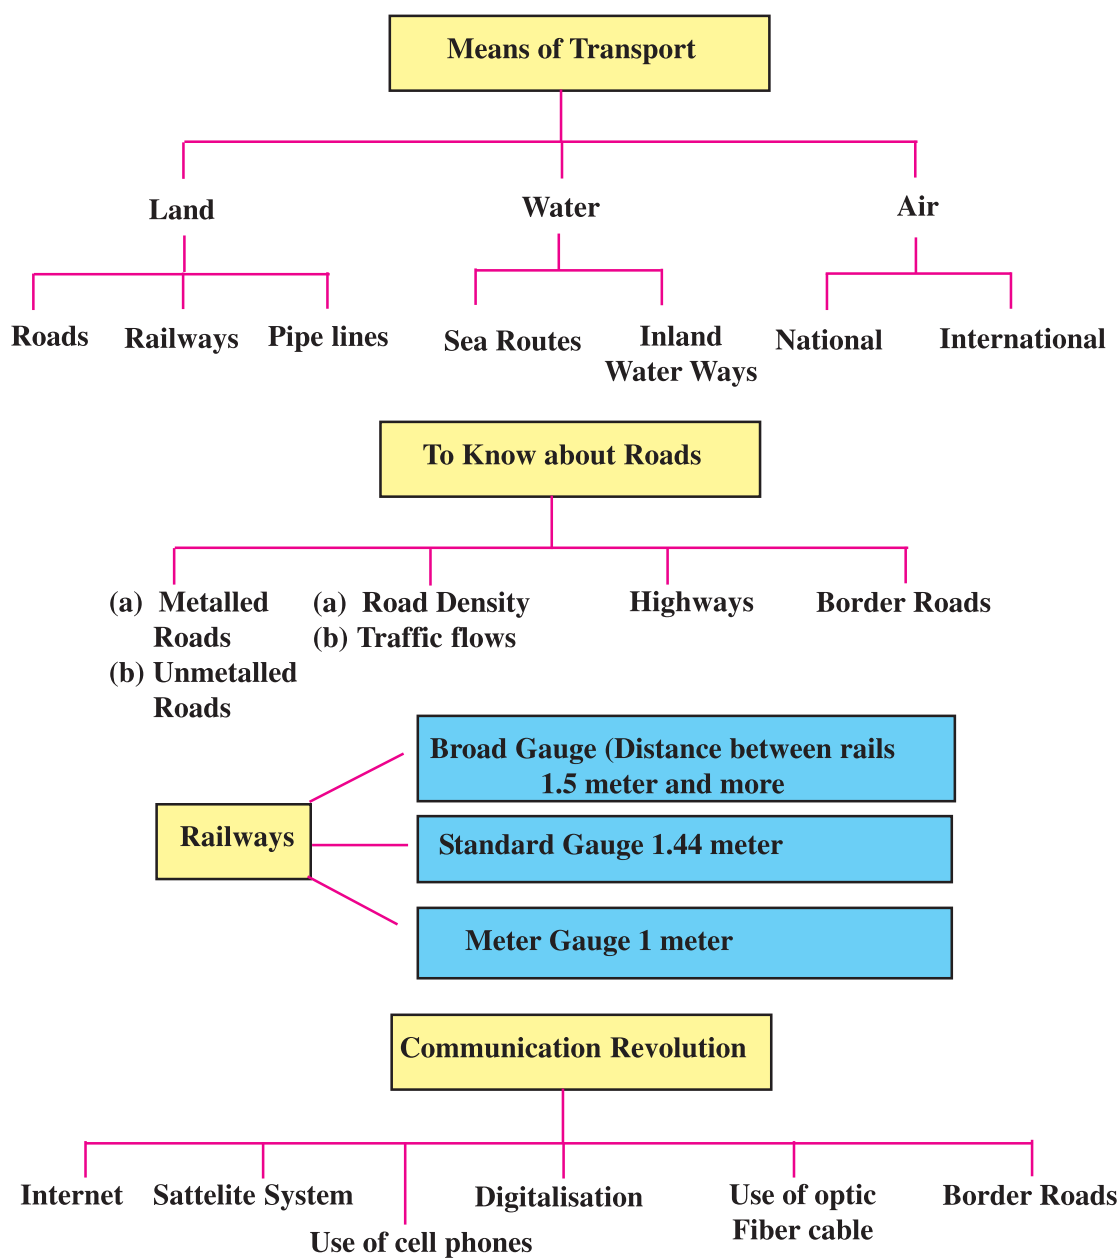 Means of Transport
Land
Water
Air
Roads
Railways
Pipe lines
Sea Routes
Inland
Water Ways
National
International
To Know about Roads
(a) Metalled
Roads
(b) Unmetalled
Roads
(a) Road Density
(b) Traffic flows
Highways
Border Roads
Railways
Broad Gauge (Distance between rails
1.5 meter and more
Standard Gauge 1.44 meter
Meter Gauge 1 meter
Communication Revolution
Internet
Sattelite System
Use of cell phones
Digitalisation
Use of optic
Fiber cable
Border Roads